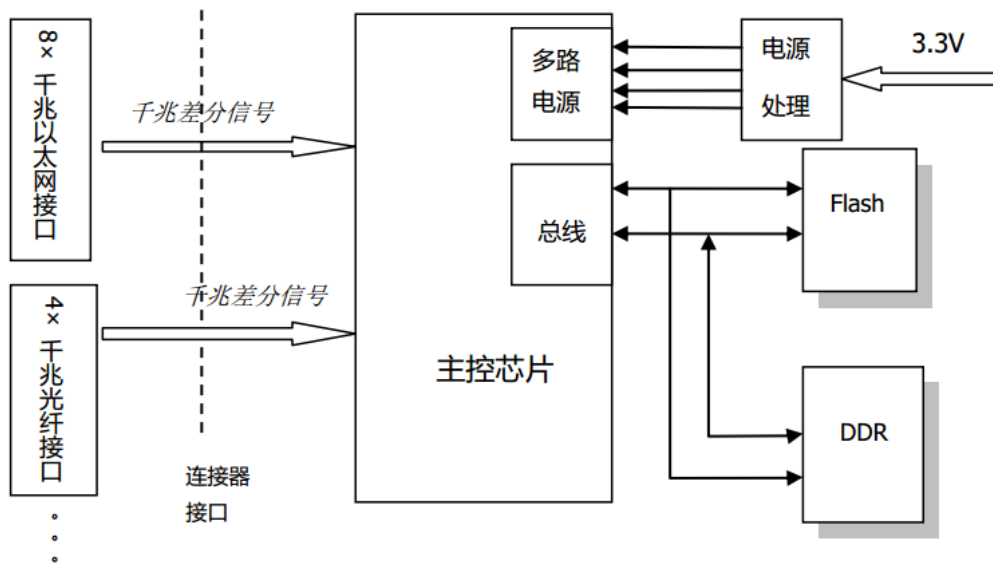 8× 千兆以太网接口
千兆差分信号
4× 千兆光纤接口
。。。
千兆差分信号
连接器
接口
主控芯片
多路
电源
总线
电源
处理
3.3V
Flash
DDR